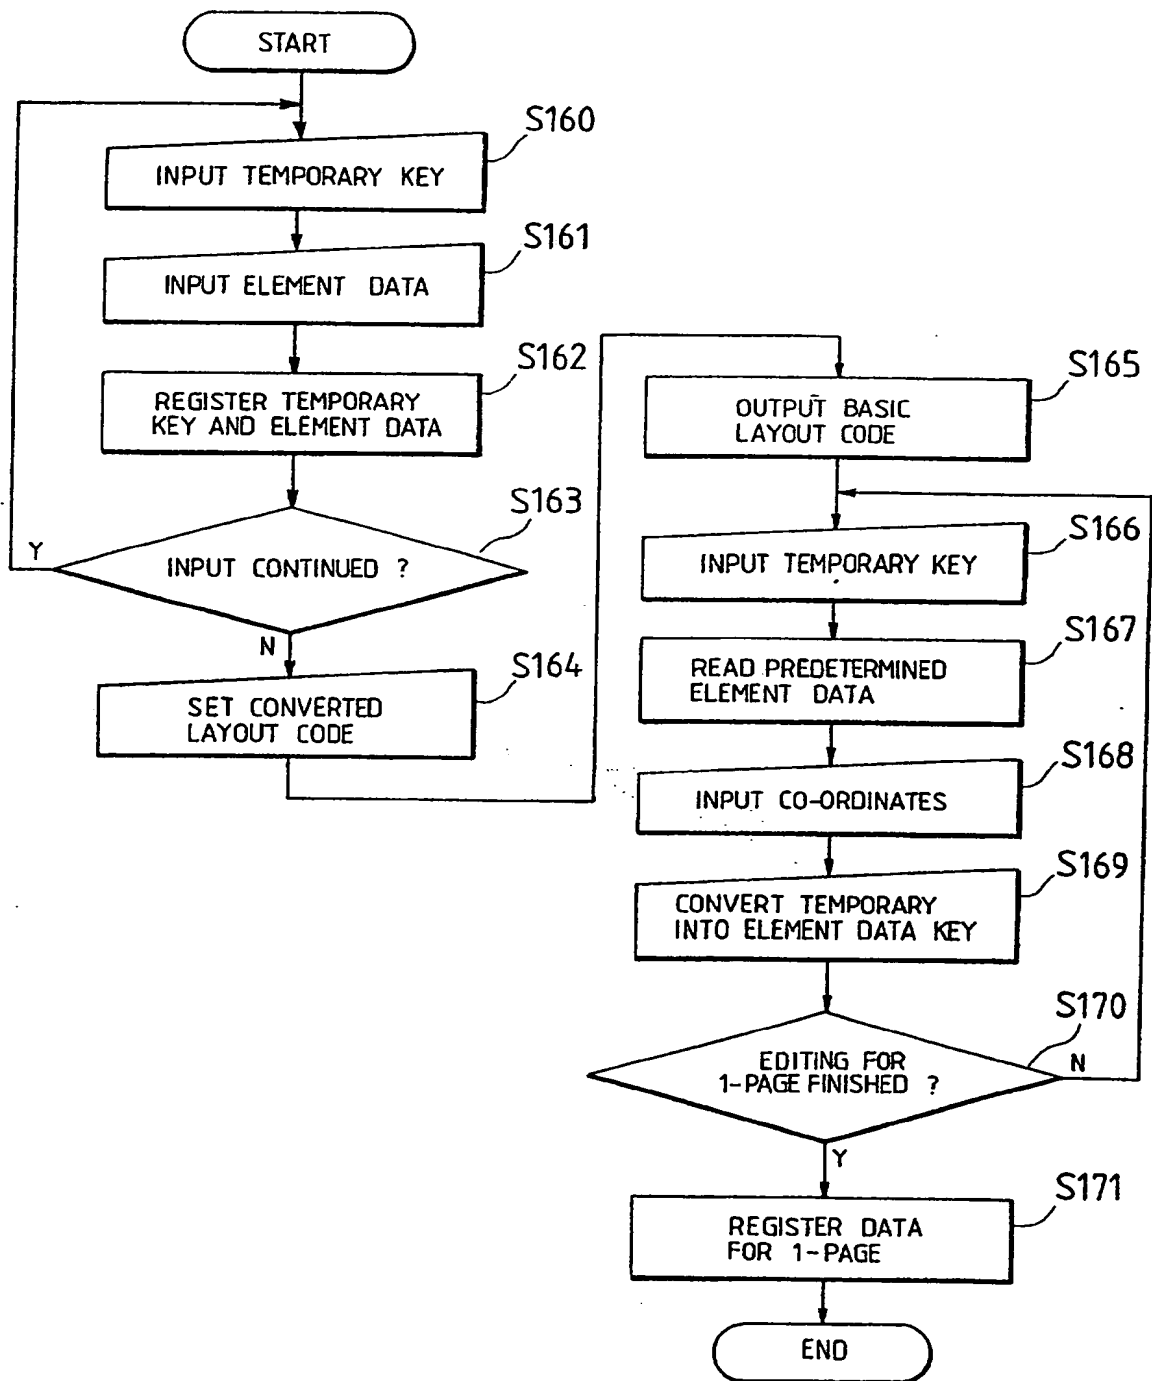 START
S160
INPUT TEMPORARY KEY
S161
INPUT ELEMENT DATA
S162
REGISTER TEMPORARY
KEY AND ELEMENT DATA
S163
Y
INPUT CONTINUED ?
N
S164
SET CONVERTED
LAYOUT CODE
S165
OUTPUT BASIC
LAYOUT CODE
S166
INPUT TEMPORARY KEY
S167
READ PREDETERMINED
ELEMENT DATA
S168
INPUT CO-ORDINATES
S169
CONVERT TEMPORARY
INTO ELEMENT DATA KEY
S170
EDITING FOR
1-PAGE FINISHED ?
N
Y
S171
REGISTER DATA
FOR 1-PAGE
END